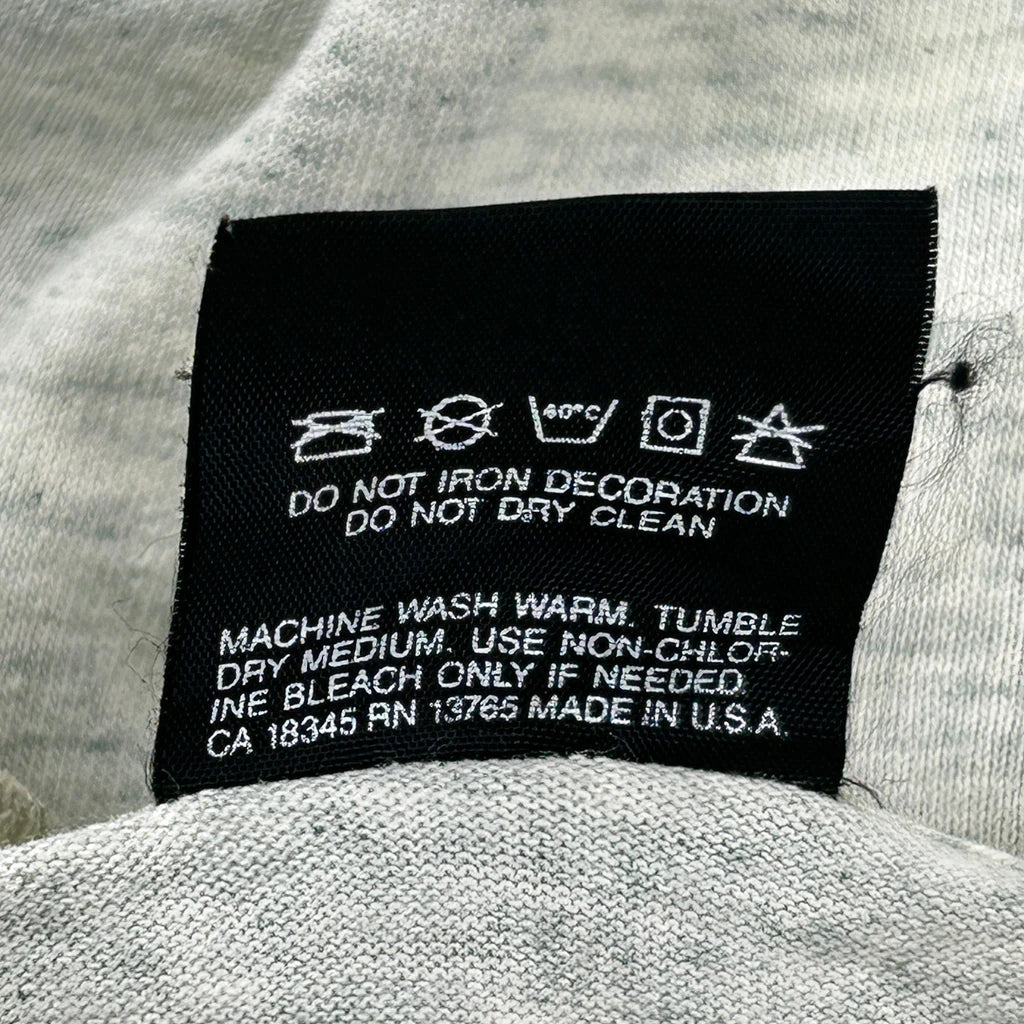 60°C
DO NOT IRON DECORATION
DO NOT DRY CLEAN
MACHINE WASH WARM. TUMBLE
DRY MEDIUM. USE NON-CHLOR-
INE BLEACH ONLY IF NEEDED.
CA 18345 RN 13765 MADE IN U.S.A.